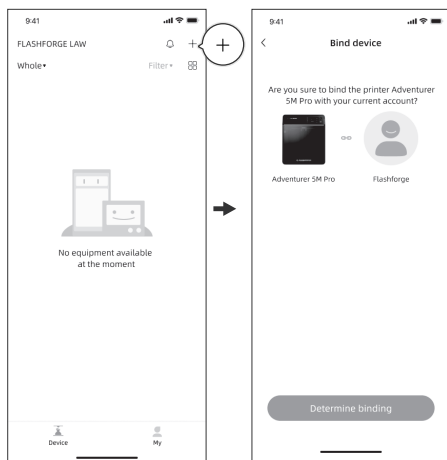 9:41
FLASHFORGE LAW
+
+
Whole▾
Filter▾
No equipment available
at the moment
Device
My
9:41
<
Bind device
Are you sure to bind the printer Adventurer
5M Pro with your current account?
Adventurer 5M Pro
Flashforge
Determine binding